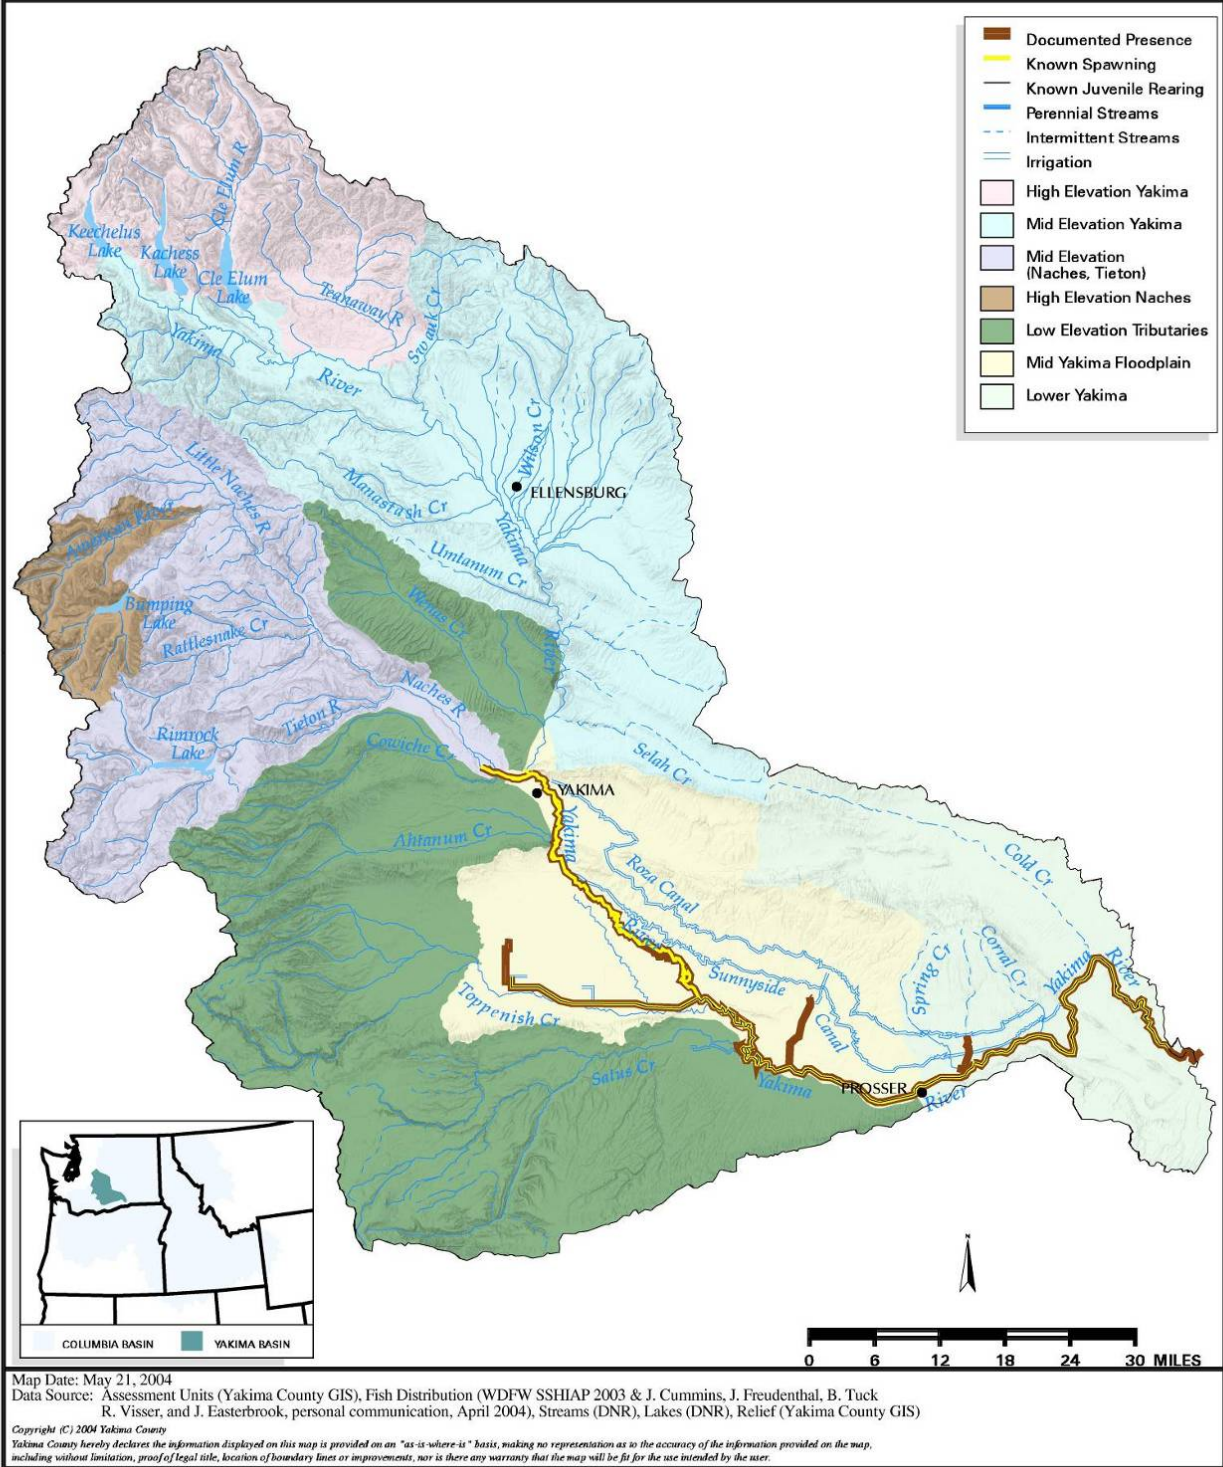 Documented Presence
Known Spawning
Known Juvenile Rearing
Perennial Streams
Intermittent Streams
Irrigation
High Elevation Yakima
Mid Elevation Yakima
Mid Elevation
(Naches, Tieton)
High Elevation Naches
Low Elevation Tributaries
Mid Yakima Floodplain
Lower Yakima
Cle Elum R
Keechelus
Lake
Kachess
Lake
Cle Elum
Lake
Teanaway R
Swauk Cr
Yakima
River
Wilson Cr
ELLENSBURG
Little Naches R
Manastash Cr
Yakima
American River
Umtanum Cr
Bumping
Lake
Wenas Cr
River
Rattlesnake Cr
Naches R
Tieton R
Rimrock
Lake
Cowiche Cr
Selah Cr
YAKIMA
Yakima
Ahtanum Cr
Roza Canal
Cold Cr
River
Sunnyside
Canal
Spring Cr
Corral Cr
Yakima
River
Toppenish Cr
Satus Cr
Yakima
PROSSER
River
COLUMBIA BASIN
YAKIMA BASIN
N
0 6 12 18 24 30 MILES
Map Date: May 21, 2004
Data Source: Assessment Units (Yakima County GIS), Fish Distribution (WDFW SSHIAP 2003 & J. Cummins, J. Freudenthal, B. Tuck
R. Visser, and J. Easterbrook, personal communication, April 2004), Streams (DNR), Lakes (DNR), Relief (Yakima County GIS)
Copyright (C) 2004 Yakima County
Yakima County hereby declares the information displayed on this map is provided on an "as-is-where-is" basis, making no representation as to the accuracy of the information provided on the map,
including without limitation, proof of legal title, location of boundary lines or improvements, nor is there any warranty that the map will be fit for the use intended by the user.